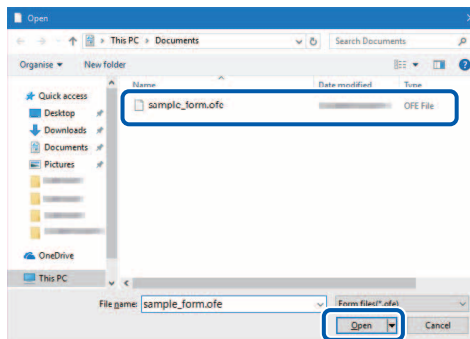 Open
This PC > Documents
Search Documents
Organise
New folder
Name
Date modified
Type
Quick access
sample_form.ofe
OFE File
Desktop
Downloads
Documents
Pictures
OneDrive
This PC
File name: sample_form.ofe
Form files(*.ofe)
Open
Cancel